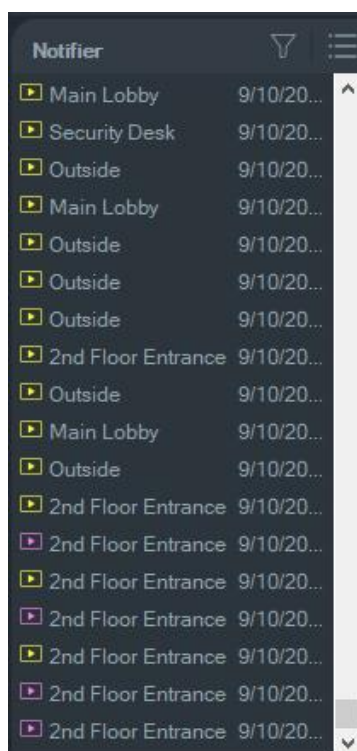 Notifier
Main Lobby 9/10/20...
Security Desk 9/10/20...
Outside 9/10/20...
Main Lobby 9/10/20...
Outside 9/10/20...
Outside 9/10/20...
Outside 9/10/20...
2nd Floor Entrance 9/10/20...
Outside 9/10/20...
Main Lobby 9/10/20...
Outside 9/10/20...
2nd Floor Entrance 9/10/20...
2nd Floor Entrance 9/10/20...
2nd Floor Entrance 9/10/20...
2nd Floor Entrance 9/10/20...
2nd Floor Entrance 9/10/20...
2nd Floor Entrance 9/10/20...
2nd Floor Entrance 9/10/20...